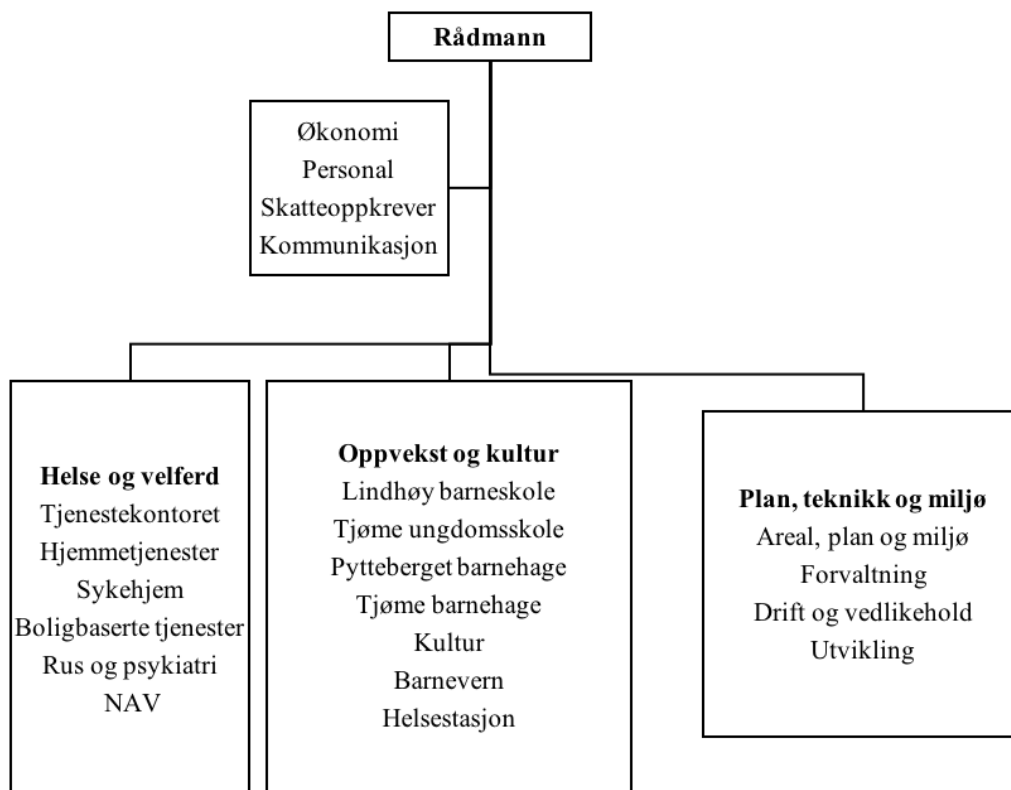 Rådmann
Økonomi
Personal
Skatteoppkrever
Kommunikasjon
Helse og velferd
Tjenestekontoret
Hjemmetjenester
Sykehjem
Boligbaserte tjenester
Rus og psykiatri
NAV
Oppvekst og kultur
Lindhøy barneskole
Tjøme ungdomsskole
Pytteberget barnehage
Tjøme barnehage
Kultur
Barnevern
Helsestasjon
Plan, teknikk og miljø
Areal, plan og miljø
Forvaltning
Drift og vedlikehold
Utvikling